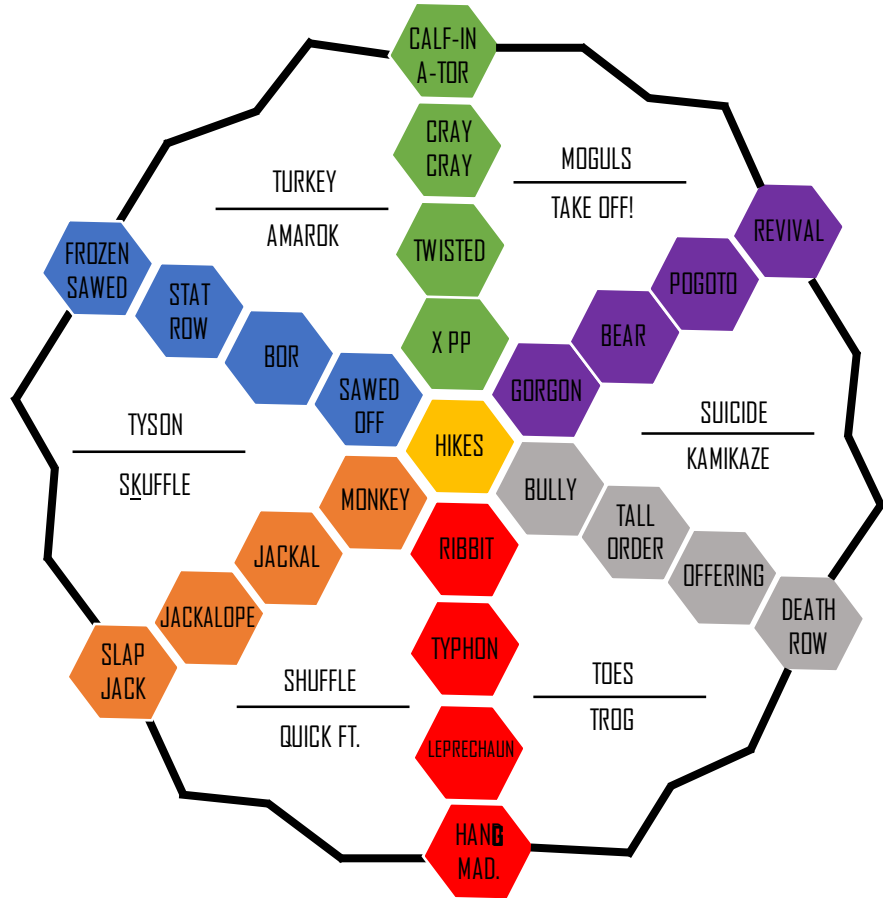 CALF-IN
A-TOR
CRAY
CRAY
MOGULS
TAKE OFF!
TURKEY
AMAROK
REVIVAL
TWISTED
POGOTO
FROZEN
SAWED
STAT
ROW
BEAR
X PP
BOR
GORGON
SAWED
OFF
HIKES
SUICIDE
KAMIKAZE
TYSON
SKUFFLE
MONKEY
BULLY
TALL
ORDER
JACKAL
RIBBIT
OFFERING
JACKALOPE
DEATH
ROW
TYPHON
SLAP
JACK
SHUFFLE
QUICK FT.
TOES
TROG
LEPRECHAUN
HANG
MAD.